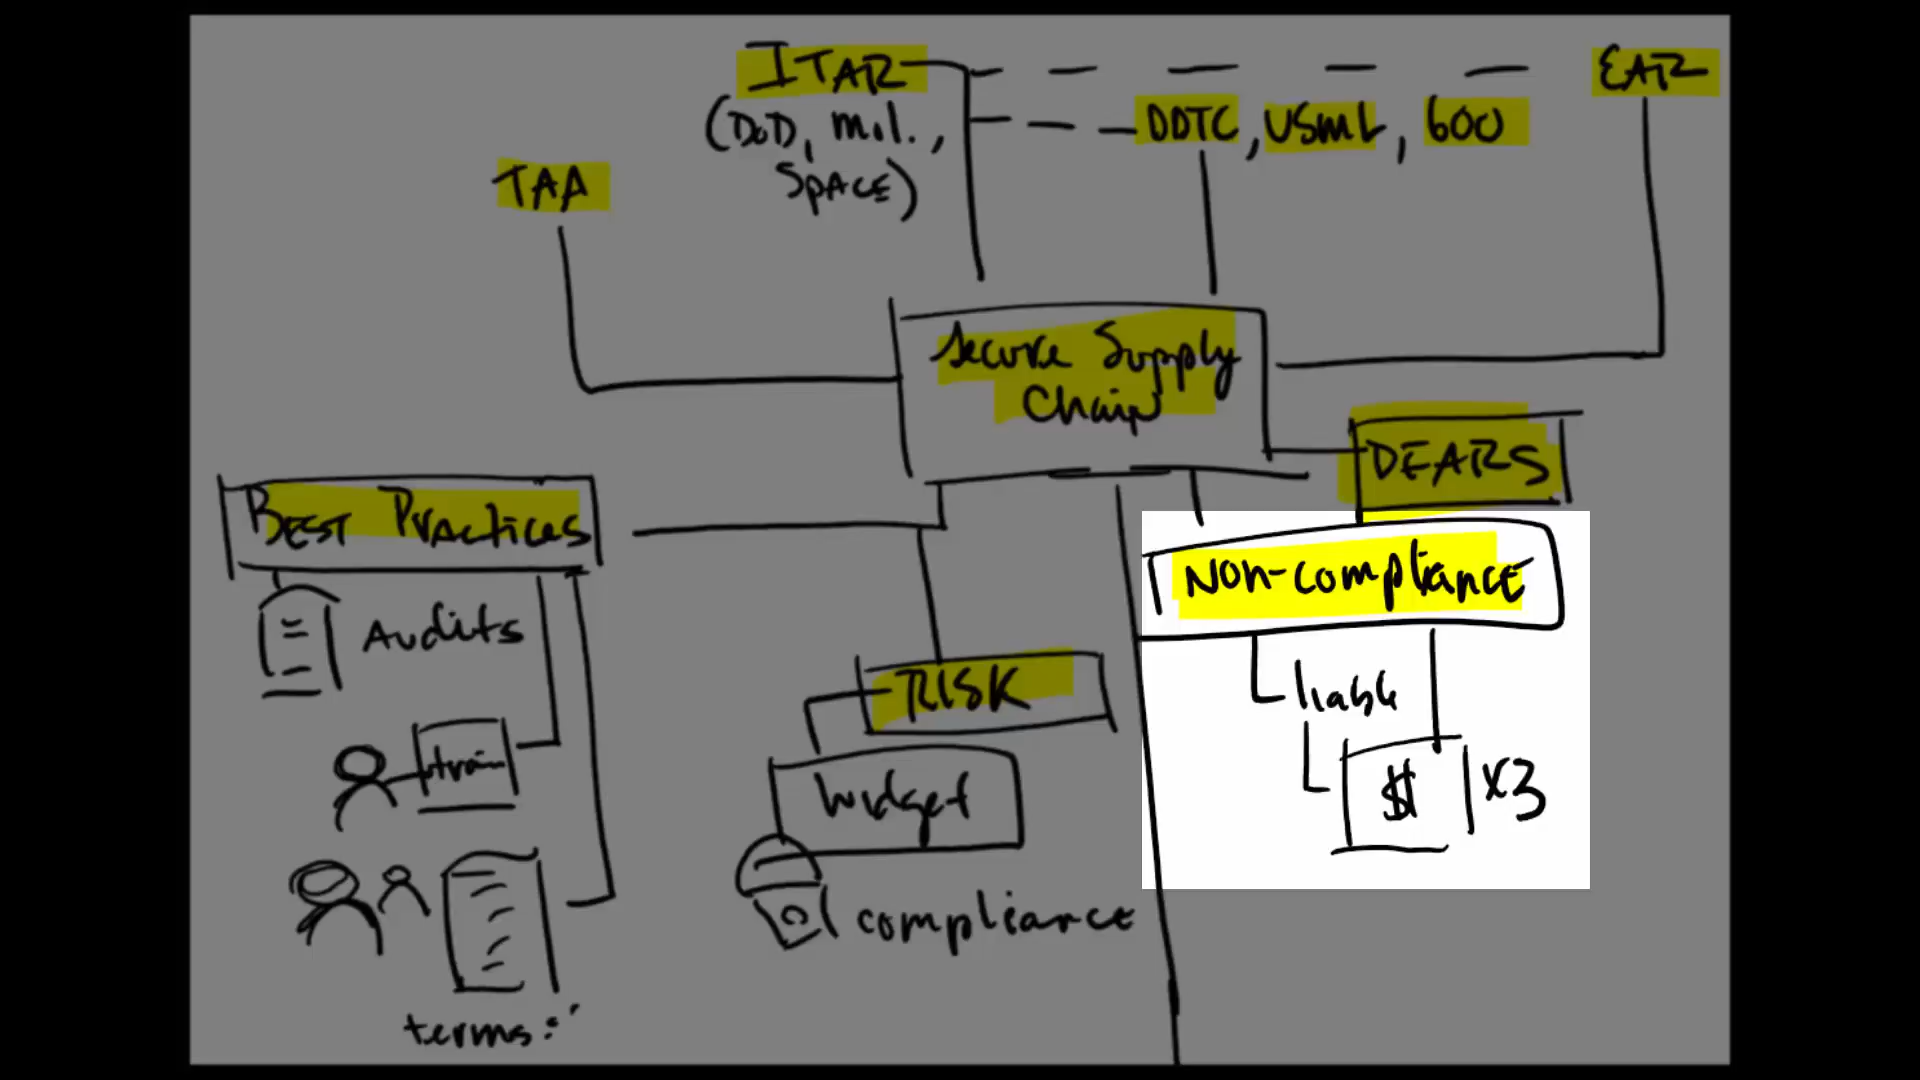 ITAR
EAR
(DoD, mil.,
SPACE)
DDTC, USML, 600
TAA
Secure Supply
Chain
DEARS
BEST PRACTICES
NON-compliance
Audits
liable
RISK
train
$ x3
widget
compliance
terms: